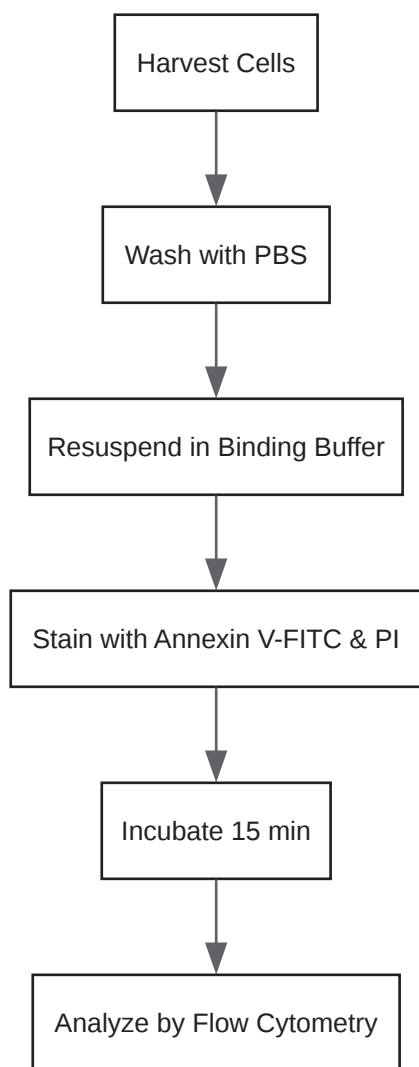 Harvest Cells
Wash with PBS
Resuspend in Binding Buffer
Stain with Annexin V-FITC & PI
Incubate 15 min
Analyze by Flow Cytometry